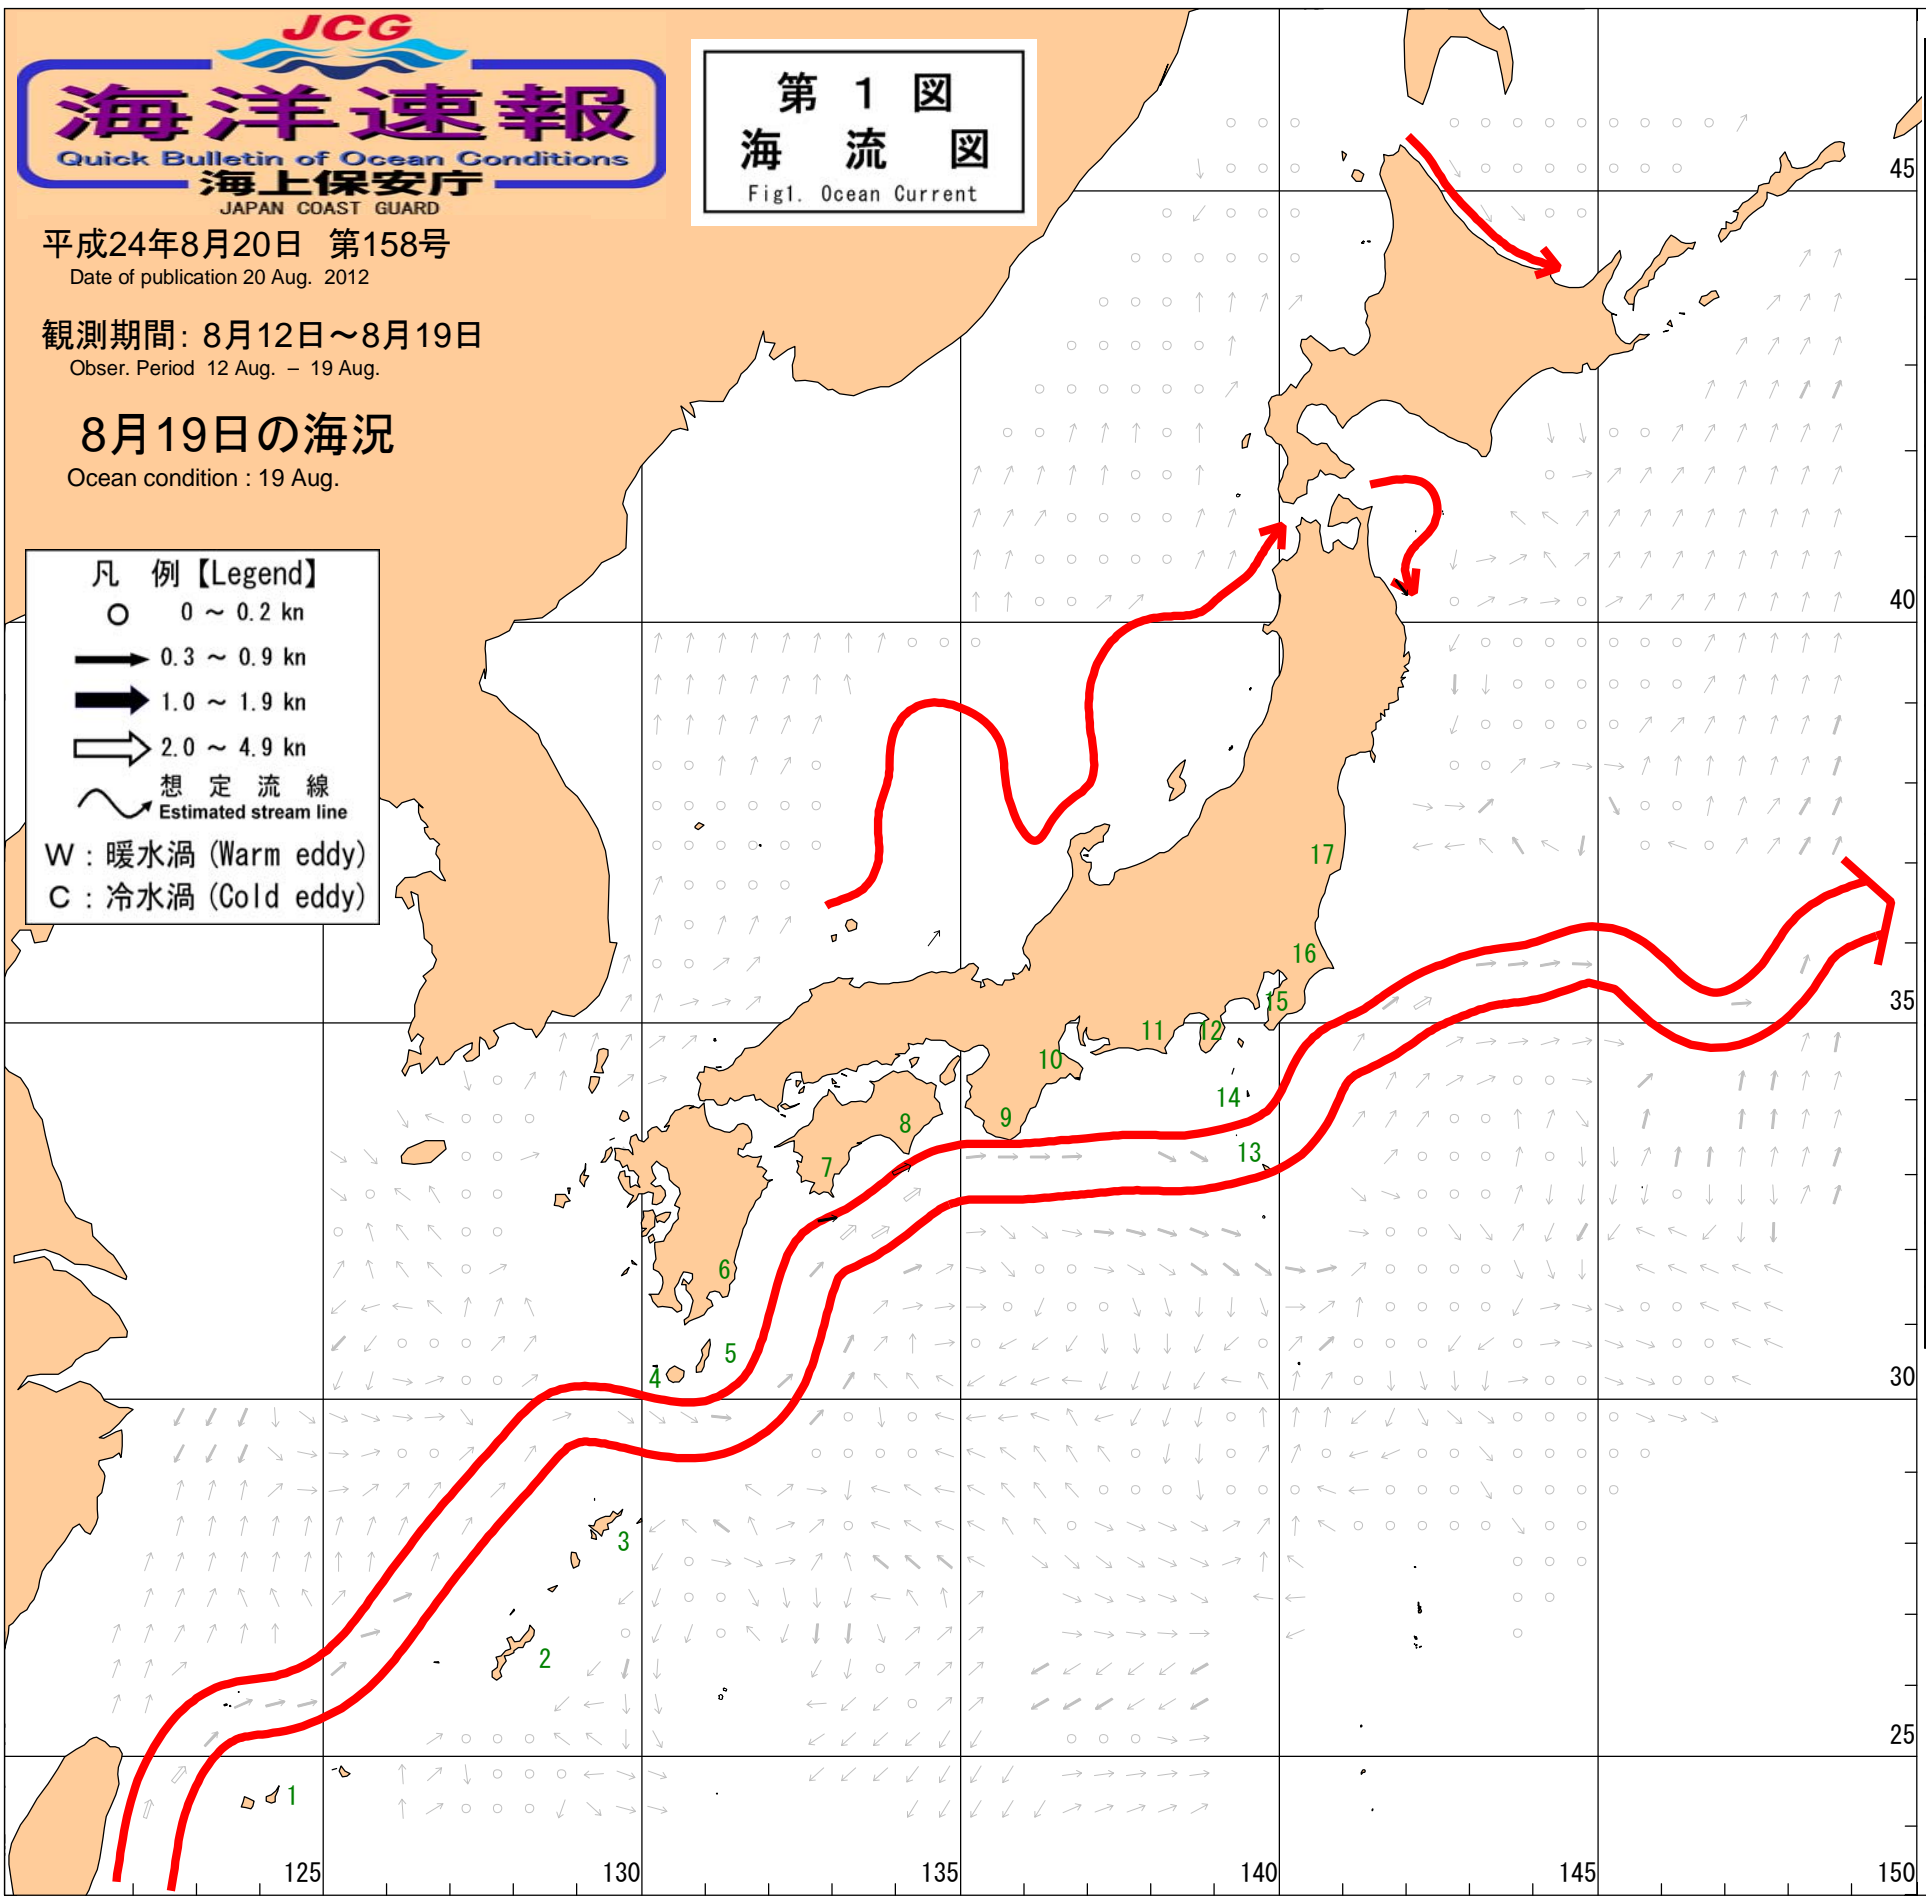 JCG
海洋速報
Quick Bulletin of Ocean Conditions
海上保安庁
JAPAN COAST GUARD
第 1 図
海 流 図
Fig1. Ocean Current
平成24年8月20日 第158号
Date of publication 20 Aug. 2012
観測期間: 8月12日~8月19日
Obser. Period 12 Aug. – 19 Aug.
8月19日の海況
Ocean condition : 19 Aug.
凡 例【Legend】
0 ~ 0.2 kn
0.3 ~ 0.9 kn
1.0 ~ 1.9 kn
2.0 ~ 4.9 kn
想 定 流 線
Estimated stream line
W : 暖水渦 (Warm eddy)
C : 冷水渦 (Cold eddy)
45
40
17
16
35
15
12
11
10
14
9
8
13
7
6
5
4
30
3
2
25
1
125
130
135
140
145
150